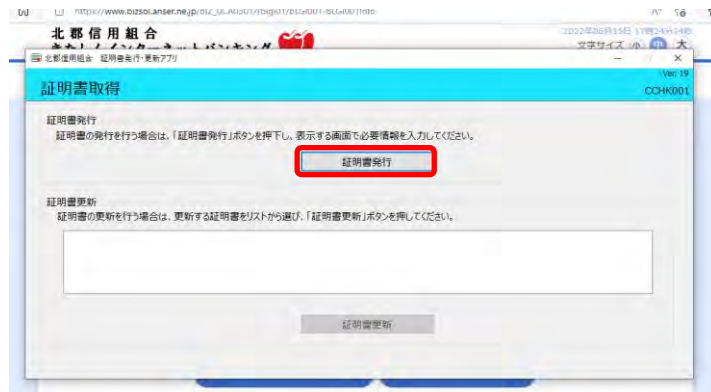 北郡信用組合
文字サイズ 小 中 大
北郡信用組合 証明書発行・更新アプリ
Ver: 19
証明書取得
CCHK001
証明書発行
証明書の発行を行う場合は、「証明書発行」ボタンを押下し、表示する画面で必要情報を入力してください。
証明書発行
証明書更新
証明書の更新を行う場合は、更新する証明書をリストから選び、「証明書更新」ボタンを押してください。
証明書更新